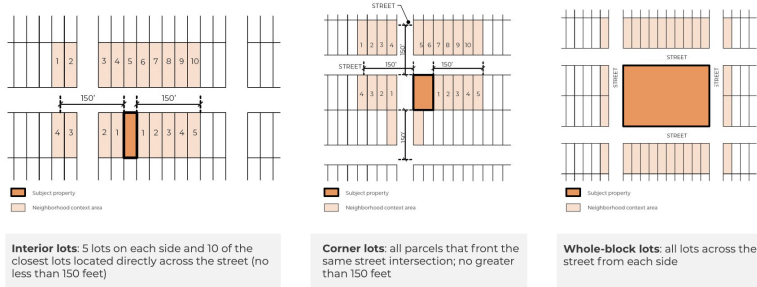 1 2
3 4 5 6 7 8 9 10
150' 150'
4 3
2 1
1 2 3 4 5
Subject property
Neighborhood context area
Interior lots: 5 lots on each side and 10 of the
closest lots located directly across the street (no
less than 150 feet)
STREET
1 2 3 4
5 6 7 8 9 10
150'
STREET
150' 150'
4 3 2 1
1 2 3 4 5
150'
Subject property
Neighborhood context area
Corner lots: all parcels that front the
same street intersection; no greater
than 150 feet
STREET
STREET
STREET
STREET
Subject property
Neighborhood context area
Whole-block lots: all lots across the
street from each side